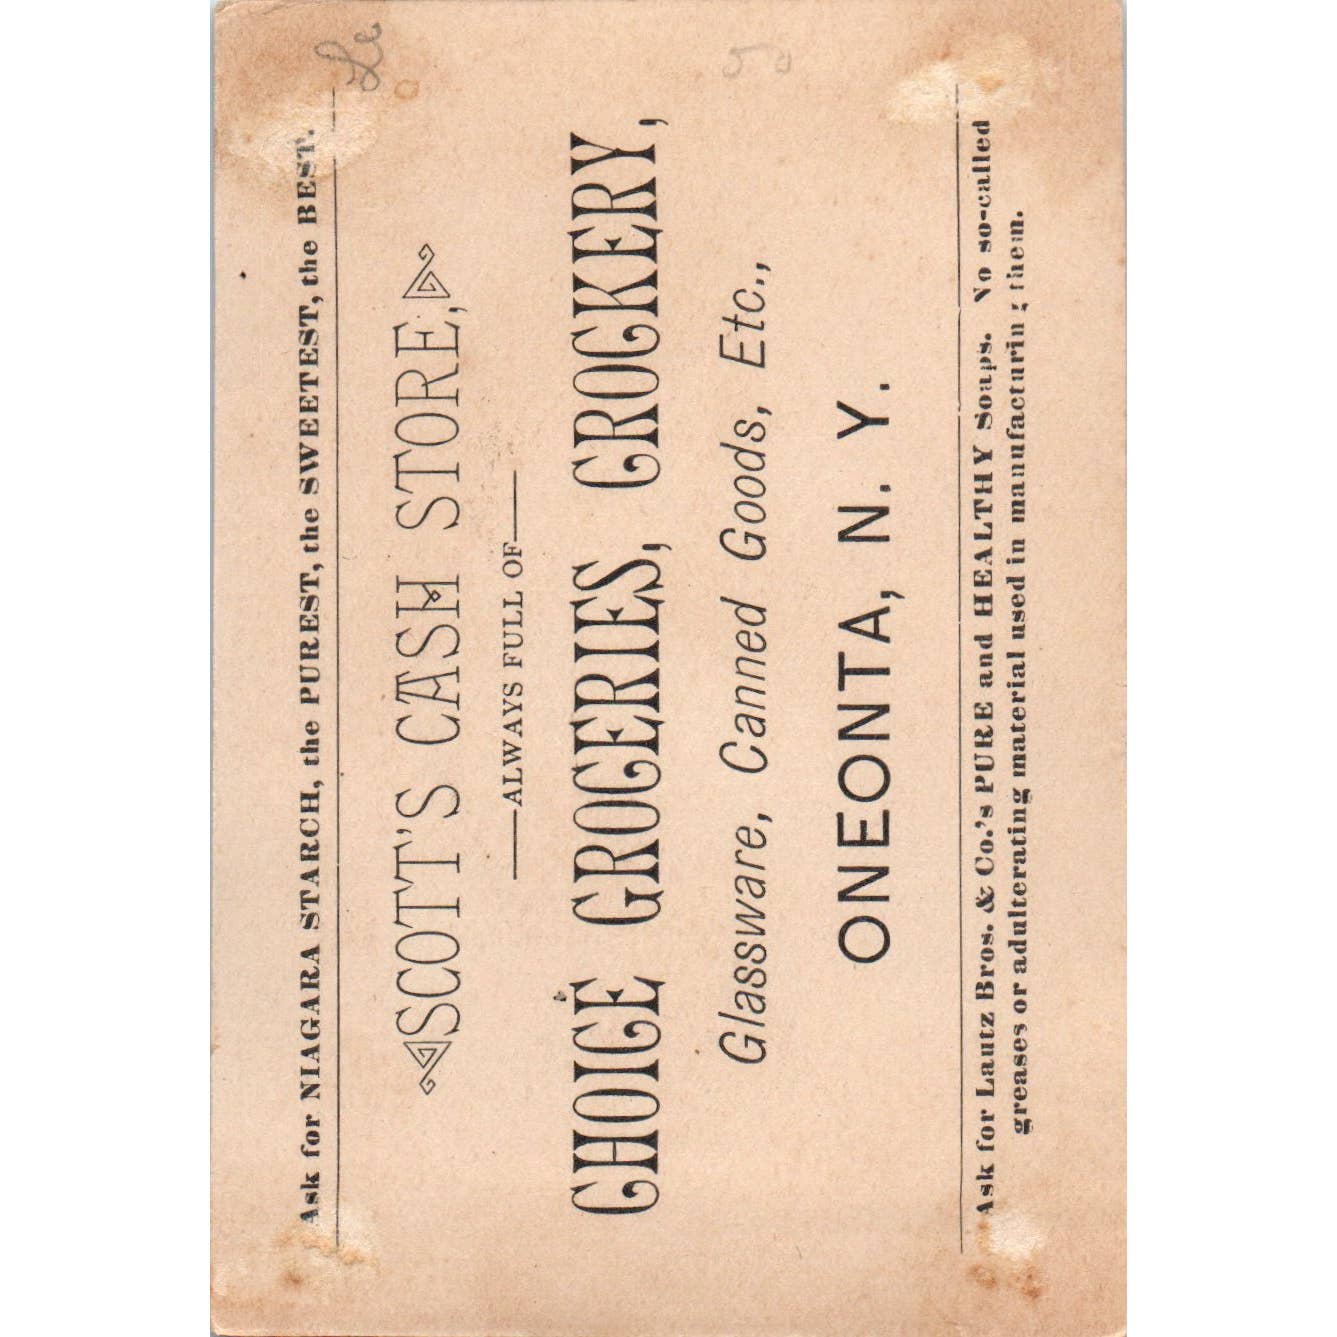 Ask for NIAGARA STARCH, the PUREST, the SWEETEST, the BEST.
SCOTT'S CASH STORE,
ALWAYS FULL OF
CHOICE GROCERIES, CROCKERY,
Glassware, Canned Goods, Etc.,
ONEONTA, N. Y.
Ask for Lautz Bros. & Co.'s PURE and HEALTHY Soaps. No so-called
greases or adulterating material used in manufacturing them.
Le
50